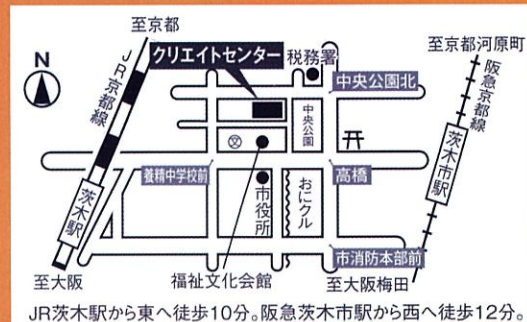 至京都
N
JR京都線
クリエイトセンター
税務署
中央公園北
至京都河原町
阪急京都線
茨木市駅
中央公園
文
養精中学校前
高橋
市役所
おにクル
茨木駅
市消防本部前
至大阪
福祉文化会館
至大阪梅田
JR茨木駅から東へ徒歩10分。阪急茨木市駅から西へ徒歩12分。